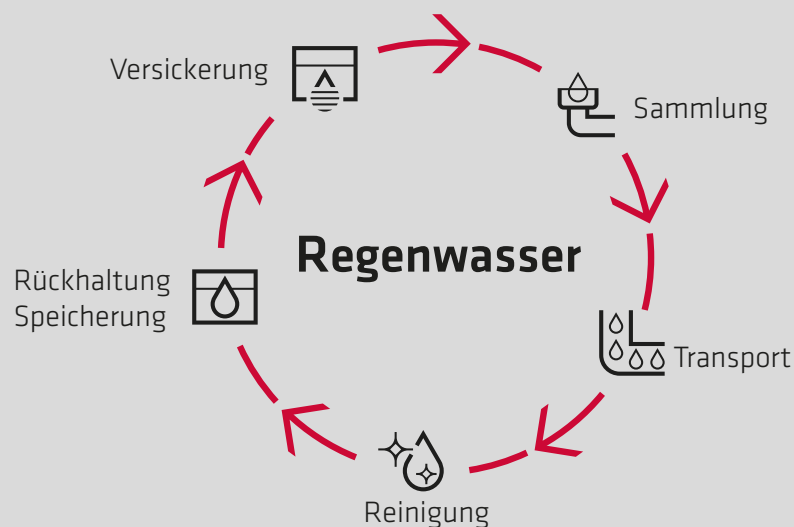 Versickerung
Sammlung
Regenwasser
Rückhaltung
Speicherung
Transport
Reinigung